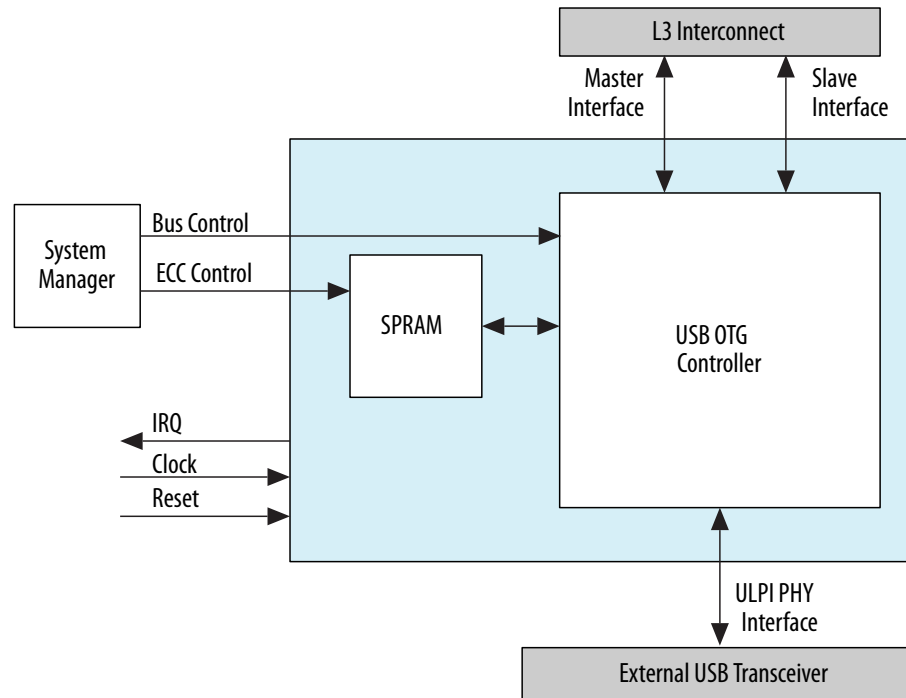 L3 Interconnect
Master
Interface
Slave
Interface
System
Manager
Bus Control
ECC Control
SPRAM
USB OTG
Controller
IRQ
Clock
Reset
ULPI PHY
Interface
External USB Transceiver